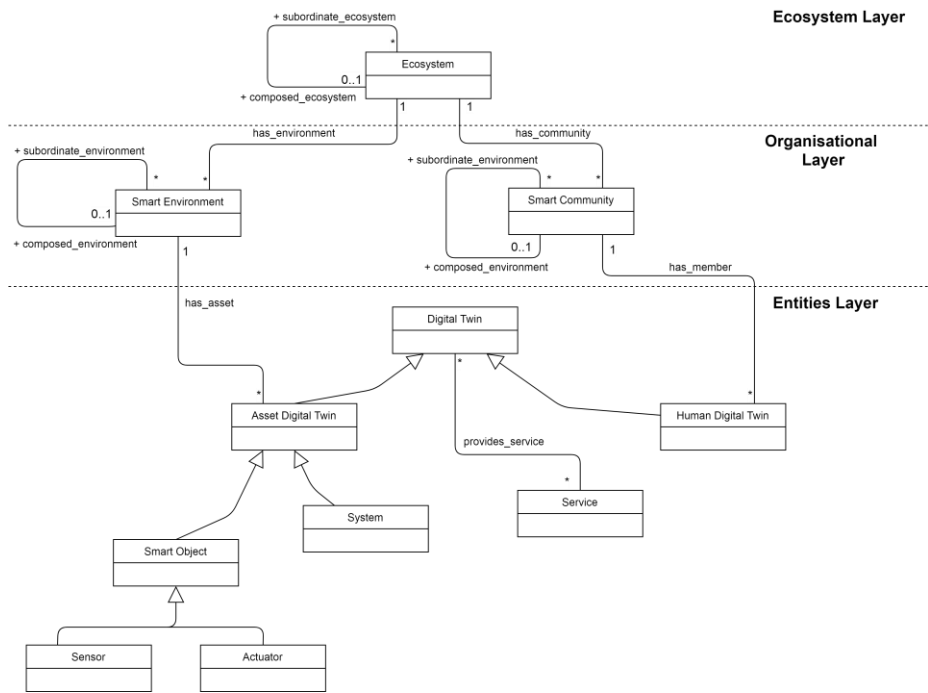 + subordinate_ecosystem
Ecosystem Layer
*
Ecosystem
0..1
+ composed_ecosystem
1
1
has_environment
has_community
Organisational
Layer
+ subordinate_environment
*
*
Smart Environment
0..1
+ composed_environment
1
+ subordinate_environment
*
*
Smart Community
0..1
+ composed_environment
1
has_member
Entities Layer
has_asset
Digital Twin
*
*
*
Asset Digital Twin
Human Digital Twin
provides_service
*
Service
System
Smart Object
Sensor
Actuator